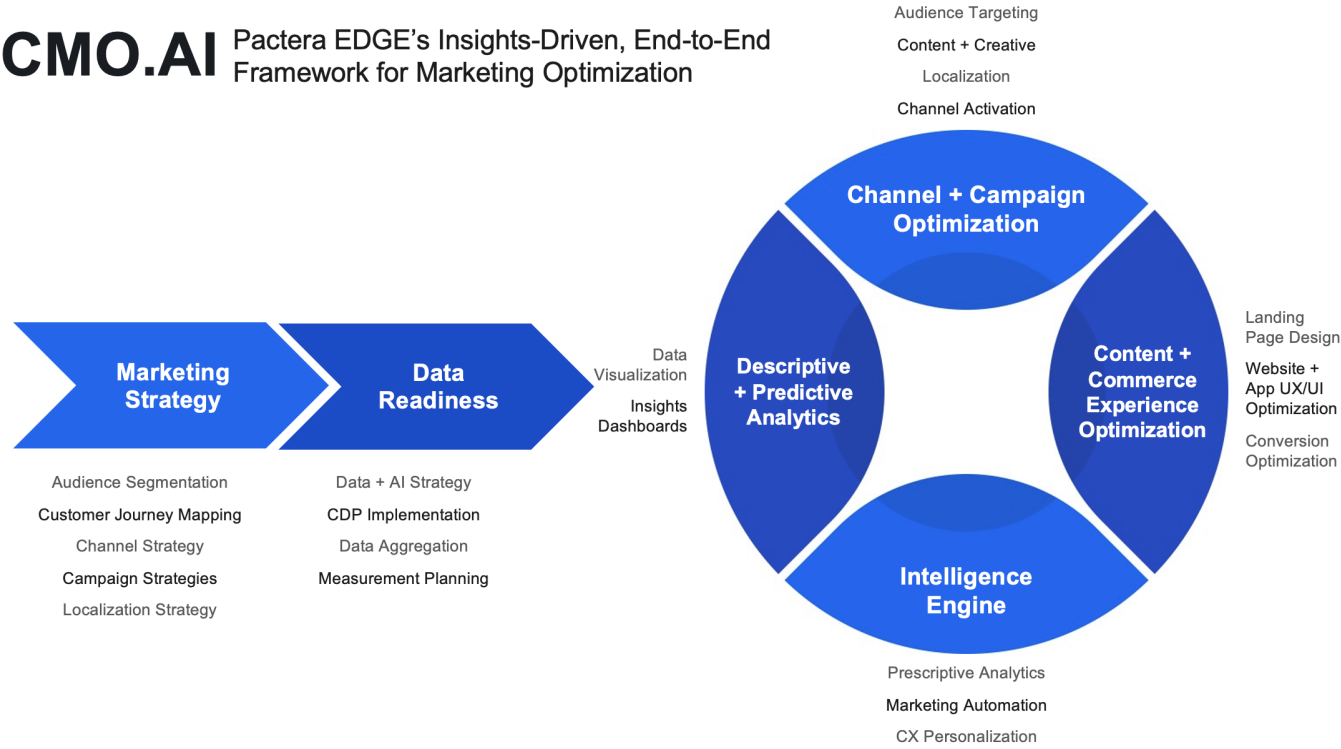 CMO.AI
Pactera EDGE’s Insights-Driven, End-to-End
Framework for Marketing Optimization
Marketing
Strategy
Audience Segmentation
Customer Journey Mapping
Channel Strategy
Campaign Strategies
Localization Strategy
Data
Readiness
Data + AI Strategy
CDP Implementation
Data Aggregation
Measurement Planning
Data
Visualization
Insights
Dashboards
Descriptive
+ Predictive
Analytics
Audience Targeting
Content + Creative
Localization
Channel Activation
Channel + Campaign
Optimization
Content +
Commerce
Experience
Optimization
Landing
Page Design
Website +
App UX/UI
Optimization
Conversion
Optimization
Intelligence
Engine
Prescriptive Analytics
Marketing Automation
CX Personalization